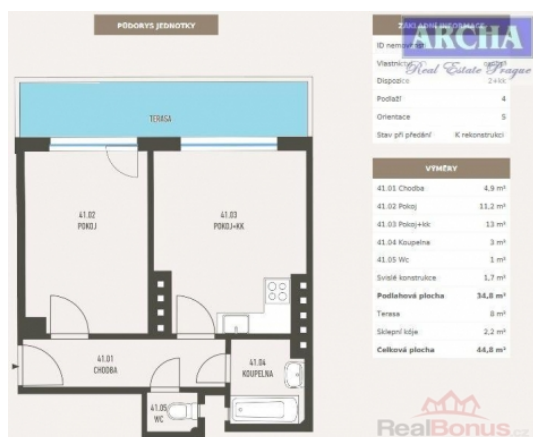 PŮDORYS JEDNOTKY
TERASA
41.02
POKOJ
41.03
POKOJ+KK
41.01
CHODBA
41.04
KOUPELNA
41.05
WC
ZÁKLADNÍ INFORMACE
ARCHA
Real Estate Prague
ID
Dispozice 2+kk
Podlaží 4
Orientace S
Stav při předání K rekonstrukci
VÝMĚRY
41.01 Chodba 4,9 m²
41.02 Pokoj 11,2 m²
41.03 Pokoj+kk 13 m²
41.04 Koupelna 3 m²
41.05 Wc 1 m²
Svislé konstrukce 1,7 m²
Podlahová plocha 34,8 m²
Terasa 8 m²
Sklepní kóje 2,2 m²
Celková plocha 44,8 m²
RealBonus.cz